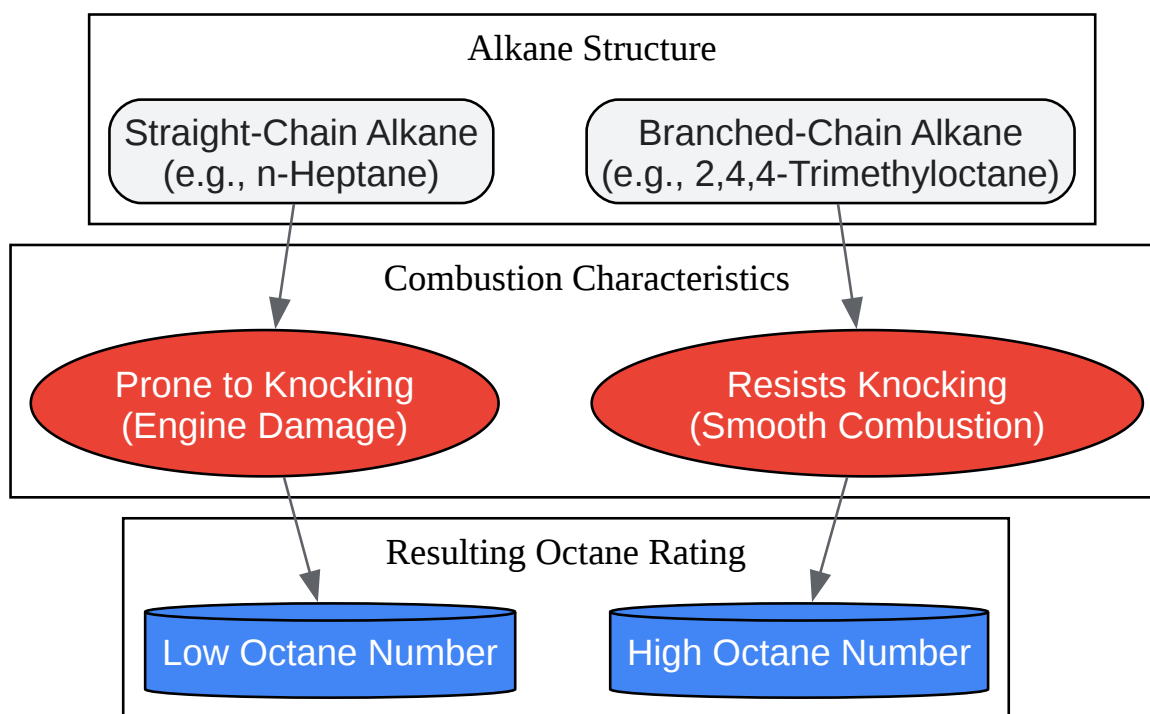 Alkane Structure
Straight-Chain Alkane
(e.g., n-Heptane)
Branched-Chain Alkane
(e.g., 2,4,4-Trimethyloctane)
Combustion Characteristics
Prone to Knocking
(Engine Damage)
Resists Knocking
(Smooth Combustion)
Resulting Octane Rating
Low Octane Number
High Octane Number